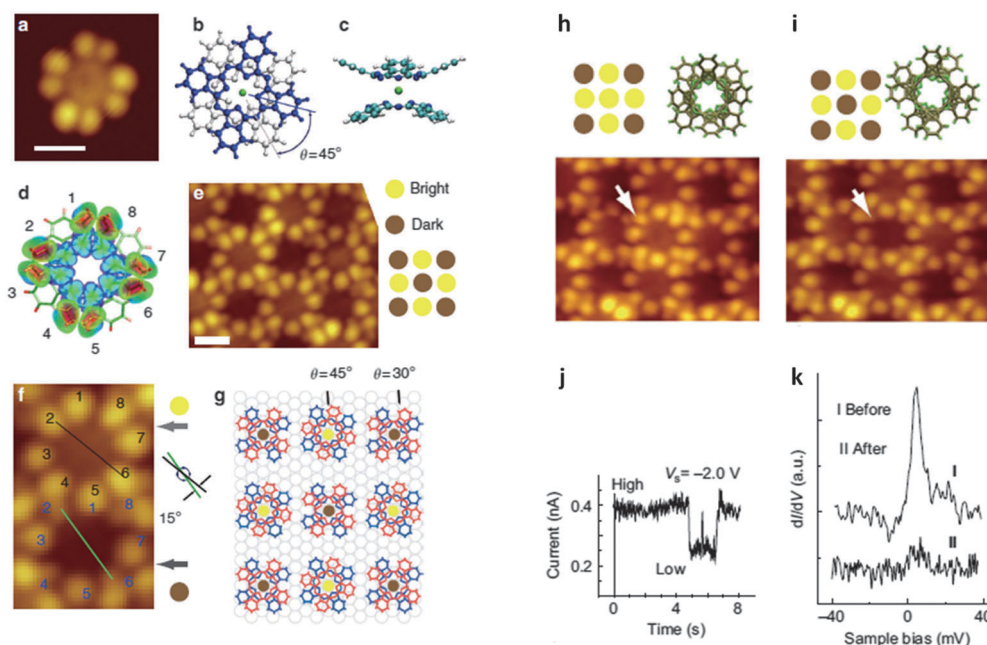 a
b
c
θ=45°
d
1
2
3
4
5
6
7
8
e
Bright
Dark
f
1
2
3
4
5
6
7
8
1
2
3
4
5
6
7
8
15°
g
θ=45°
θ=30°
h
i
j
High
Vs= –2.0 V
Low
Current (nA)
0.4
0.2
0
4
8
Time (s)
k
I Before
II After
I
II
dI/dV (a.u.)
–40
0
40
Sample bias (mV)